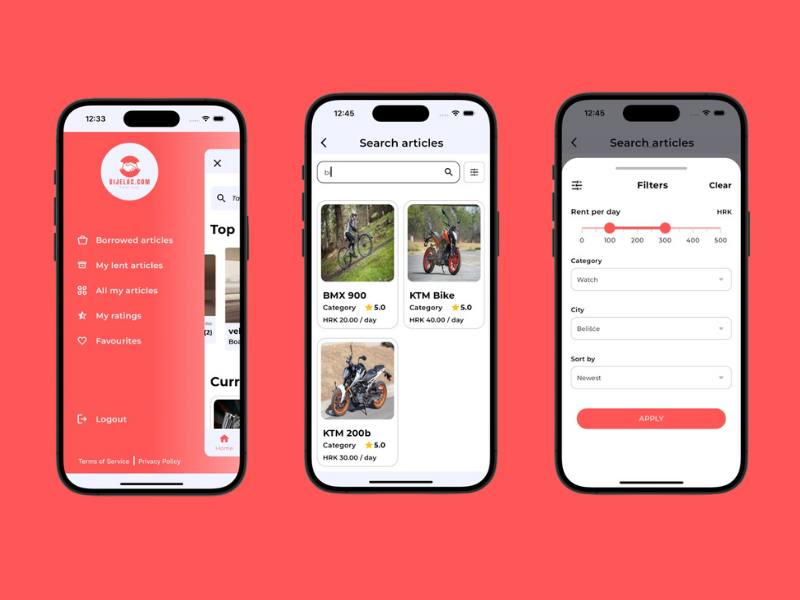 12:33
DIJELAC.COM
Borrowed articles
My lent articles
All my articles
My ratings
Favourites
Logout
Terms of Service | Privacy Policy
Top
(2)
Curr
Home
12:45
Search articles
BMX 900
Category 5.0
HRK 20.00 / day
KTM Bike
Category 5.0
HRK 40.00 / day
KTM 200b
Category 5.0
HRK 30.00 / day
12:45
Search articles
Filters
Clear
Rent per day
HRK
0 100 200 300 400 500
Category
Watch
City
Belišće
Sort by
Newest
APPLY